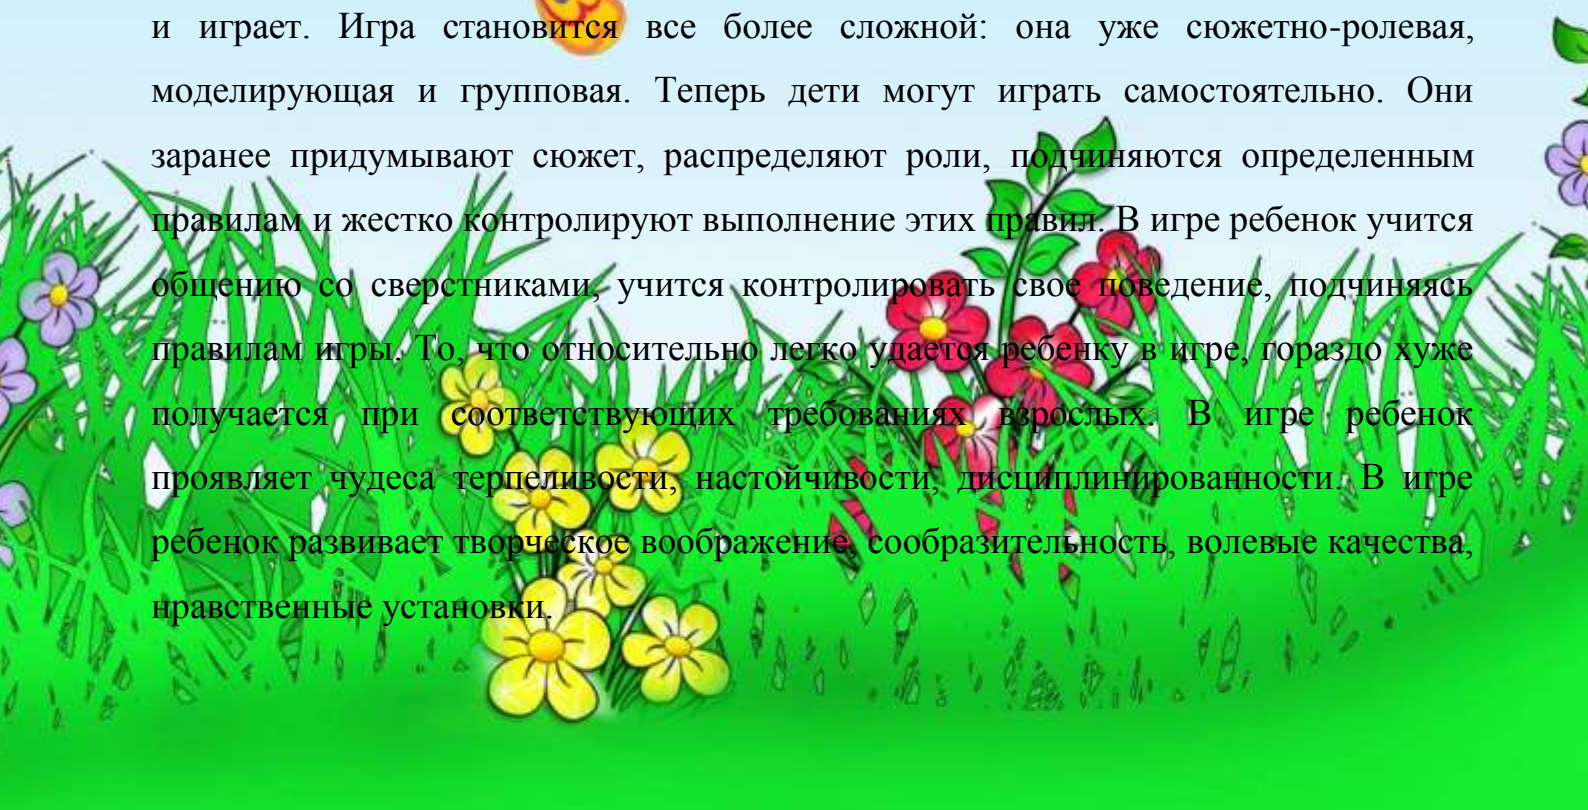 и играет. Игра становится все более сложной: она уже сюжетно-ролевая,
моделирующая и групповая. Теперь дети могут играть самостоятельно. Они
заранее придумывают сюжет, распределяют роли, подчиняются определенным
правилам и жестко контролируют выполнение этих правил. В игре ребенок учится
общению со сверстниками, учится контролировать свое поведение, подчиняясь
правилам игры. То, что относительно легко удается ребенку в игре, гораздо хуже
получается при соответствующих требованиях взрослых. В игре ребенок
проявляет чудеса терпеливости, настойчивости, дисциплинированности. В игре
ребенок развивает творческое воображение, сообразительность, волевые качества,
нравственные установки.